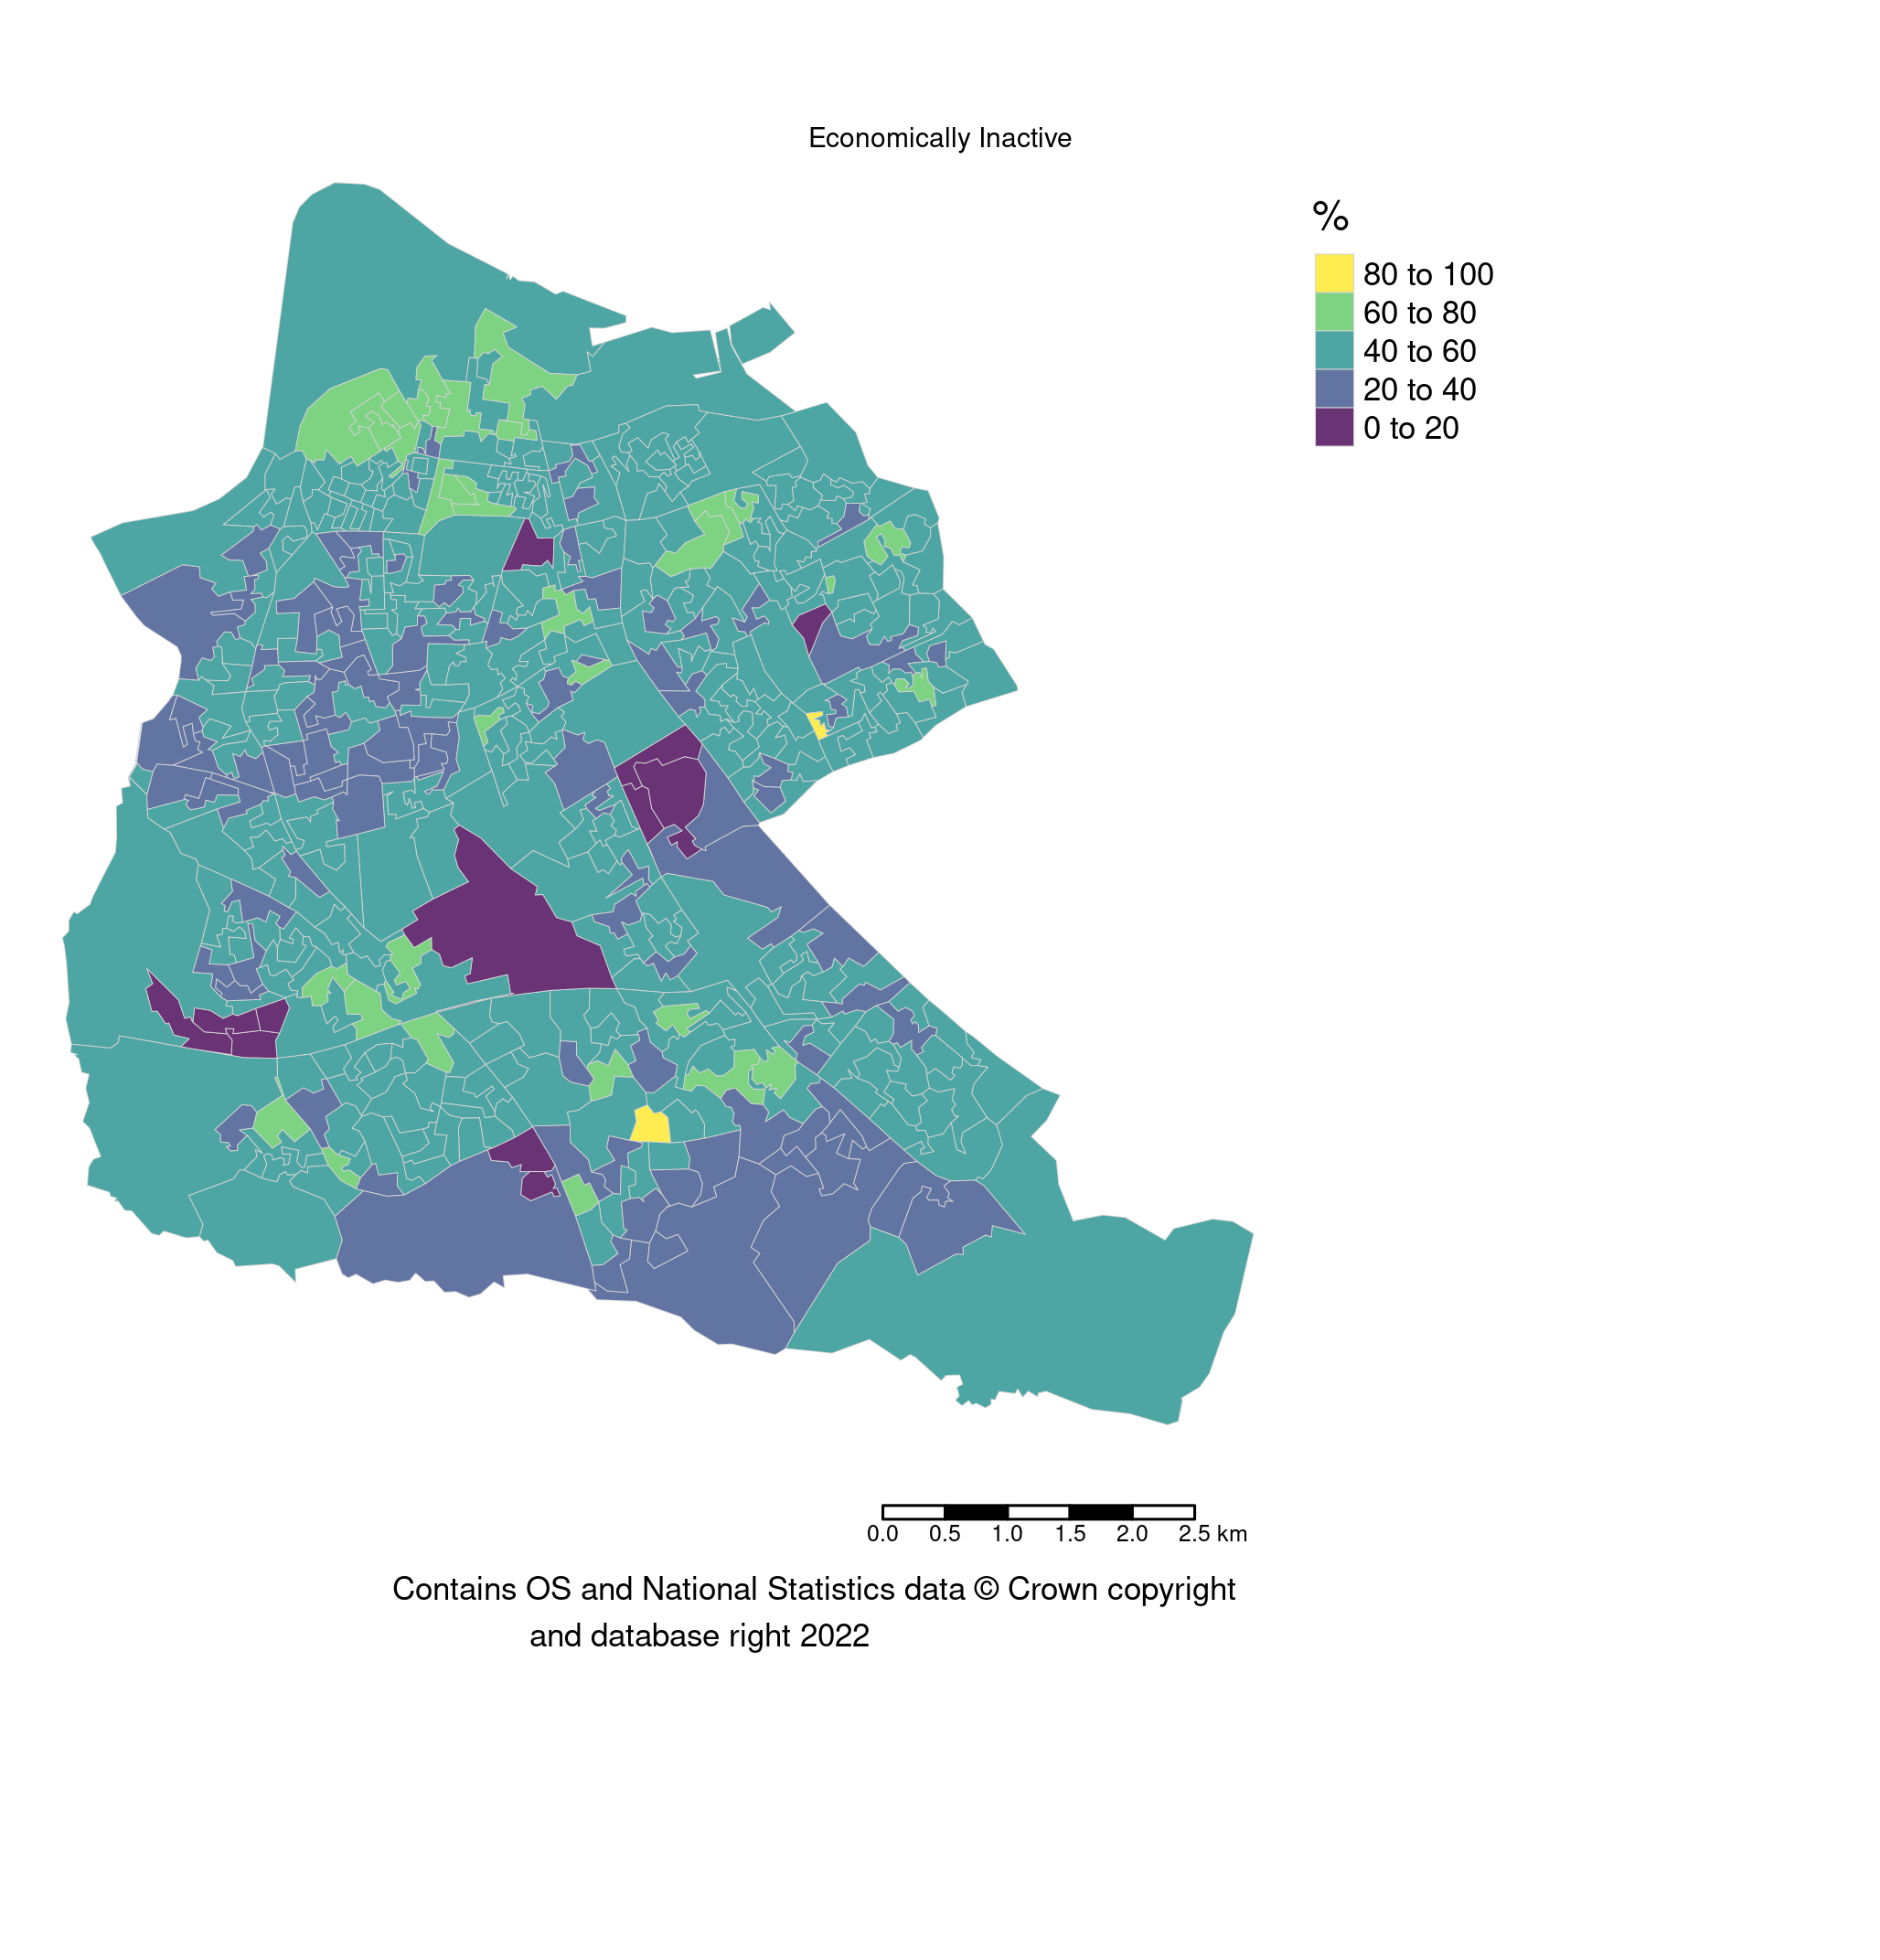 Economically Inactive
%
80 to 100
60 to 80
40 to 60
20 to 40
0 to 20
0.0 0.5 1.0 1.5 2.0 2.5 km
Contains OS and National Statistics data © Crown copyright
and database right 2022